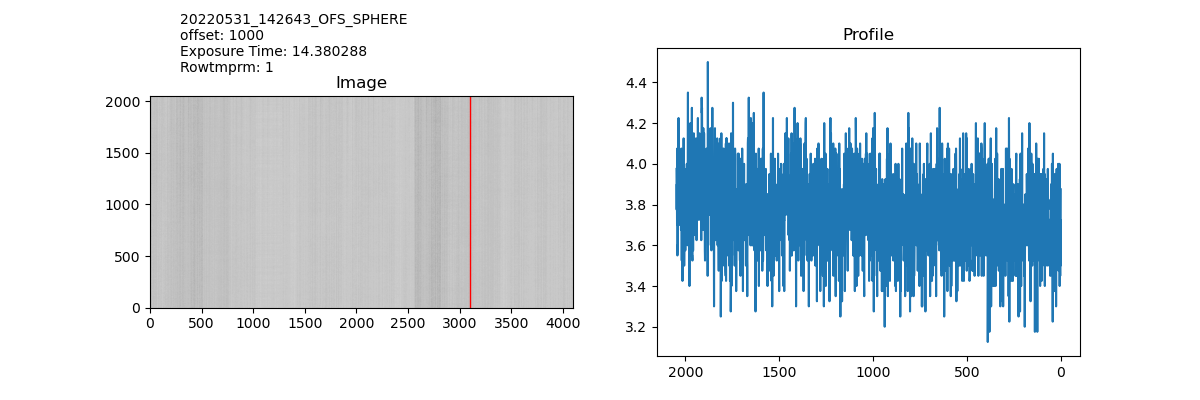 20220531_142643_OFS_SPHERE
offset: 1000
Exposure Time: 14.380288
Rowtmprm: 1
Image
2000
1500
1000
500
0
0 500 1000 1500 2000 2500 3000 3500 4000
Profile
4.4
4.2
4.0
3.8
3.6
3.4
3.2
2000 1500 1000 500 0